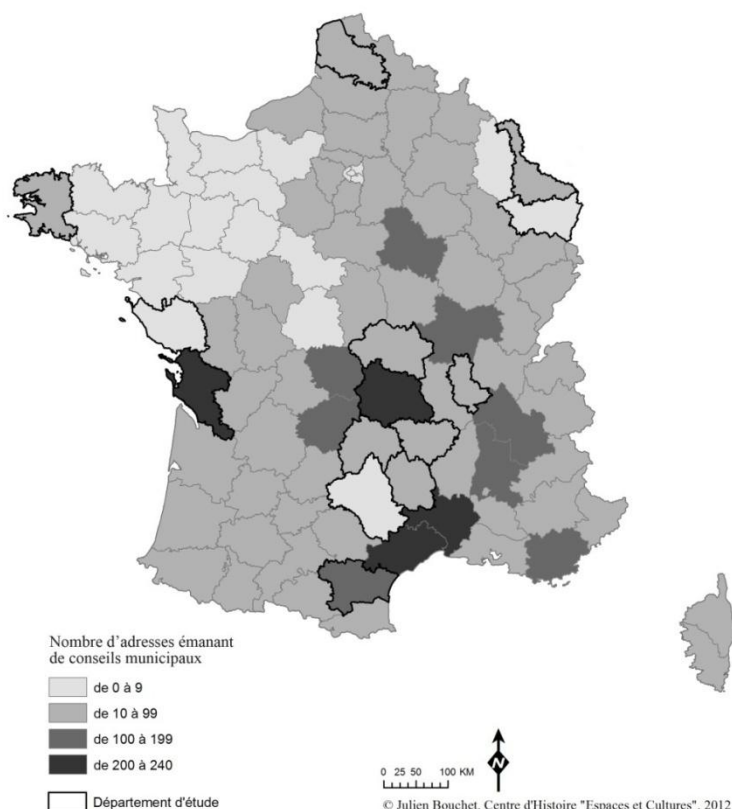 Nombre d'adresses émanant
de conseils municipaux
de 0 à 9
de 10 à 99
de 100 à 199
de 200 à 240
Département d'étude
0 25 50 100 KM
N
© Julien Bouchet, Centre d'Histoire "Espaces et Cultures", 2012